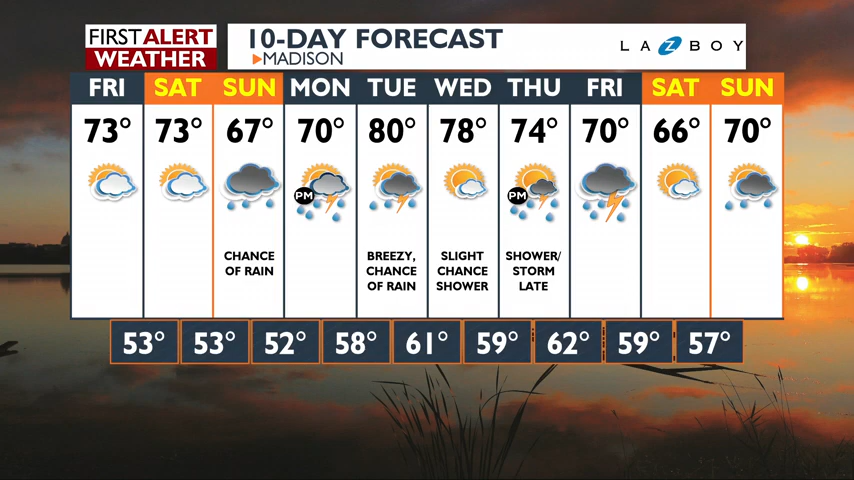 FIRST ALERT
WEATHER
10-DAY FORECAST
MADISON
LA Z BOY
FRI SAT SUN MON TUE WED THU FRI SAT SUN
73° 73° 67° 70° 80° 78° 74° 70° 66° 70°
PM PM
CHANCE
OF RAIN
BREEZY,
CHANCE
OF RAIN
SLIGHT
CHANCE
SHOWER
SHOWER/
STORM
LATE
53° 53° 52° 58° 61° 59° 62° 59° 57°